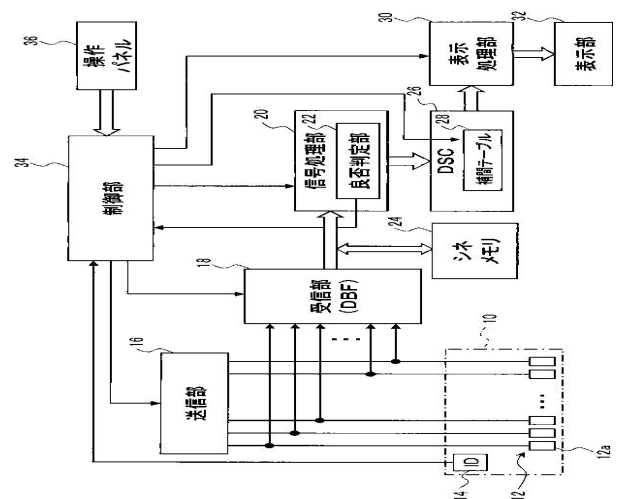 36
操作
パネル
34
制御部
30
表示
処理部
32
表示部
20
信号処理部
22
良否判定部
26
DSC
28
補間テーブル
24
シネ
メモリ
18
受信部
(DBF)
16
送信部
10
14
ID
12
12a